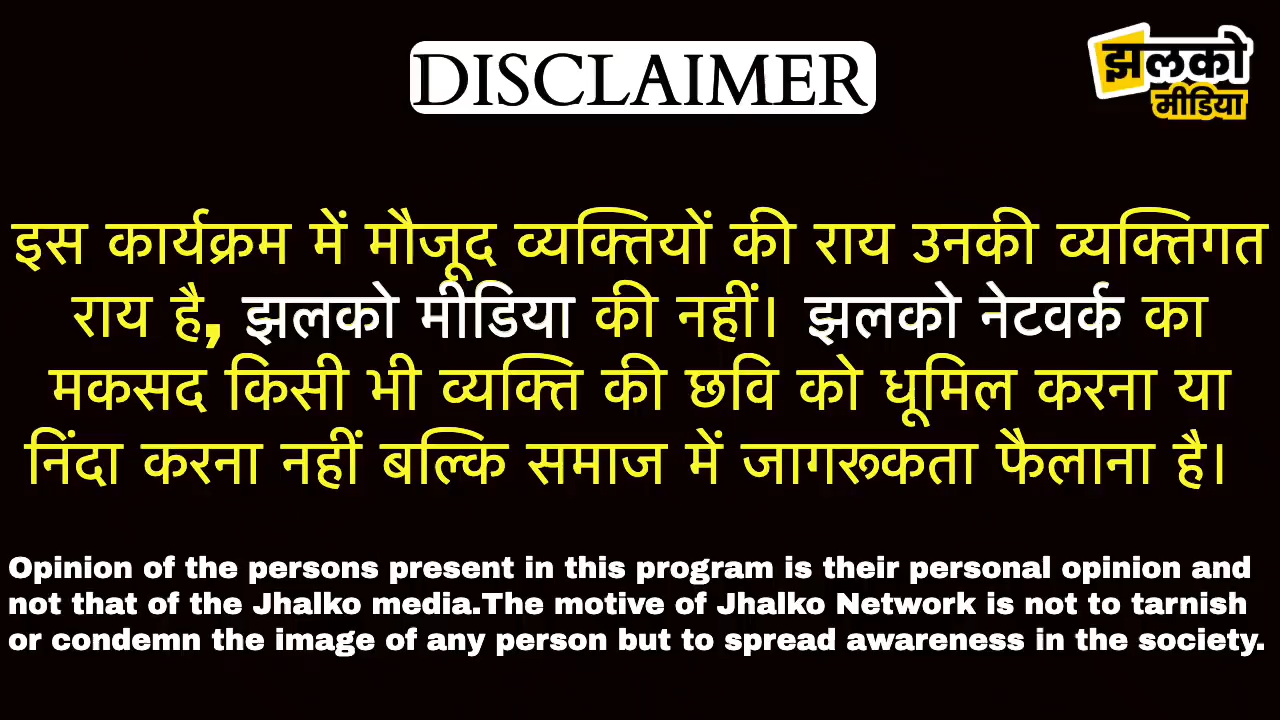 DISCLAIMER
झलको
मीडिया
इस कार्यक्रम में मौजूद व्यक्तियों की राय उनकी व्यक्तिगत
राय है, झलको मीडिया की नहीं। झलको नेटवर्क का
मकसद किसी भी व्यक्ति की छवि को धूमिल करना या
निंदा करना नहीं बल्कि समाज में जागरूकता फैलाना है।
Opinion of the persons present in this program is their personal opinion and
not that of the Jhalko media.The motive of Jhalko Network is not to tarnish
or condemn the image of any person but to spread awareness in the society.